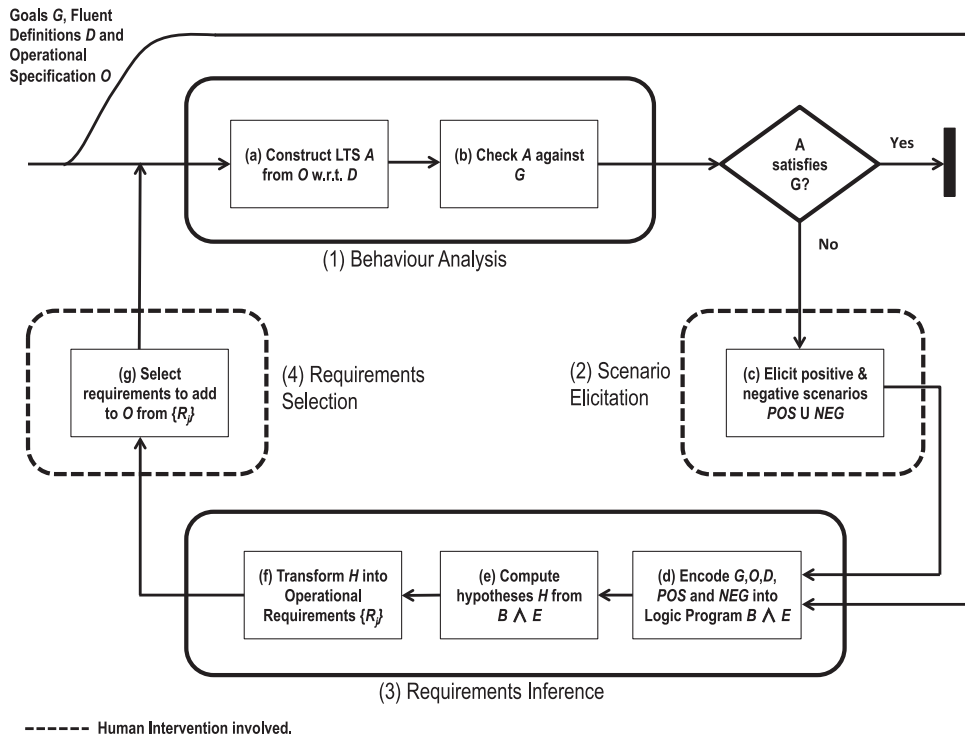 Goals G, Fluent
Definitions D and
Operational
Specification O
(a) Construct LTS A
from O w.r.t. D
(b) Check A against
G
A
satisfies
G?
Yes
No
(1) Behaviour Analysis
(g) Select
requirements to add
to O from {Rj}
(4) Requirements
Selection
(2) Scenario
Elicitation
(c) Elicit positive &
negative scenarios
POS U NEG
(f) Transform H into
Operational
Requirements {Rj}
(e) Compute
hypotheses H from
B ∧ E
(d) Encode G,O,D,
POS and NEG into
Logic Program B ∧ E
(3) Requirements Inference
Human Intervention involved.